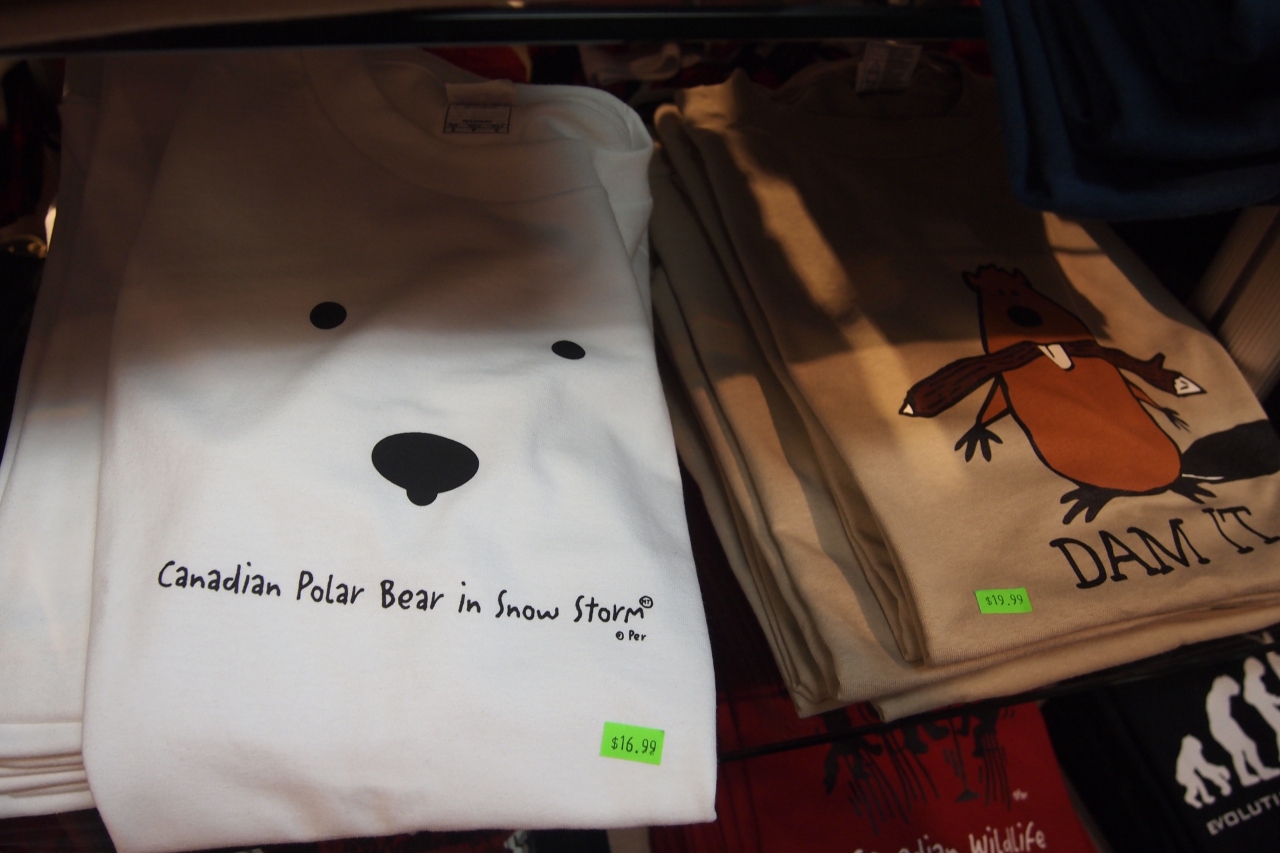 Canadian Polar Bear in Snow Storm
© Per
$16.99
DAM IT
$19.99
Canadian Wildlife
EVOLUTI